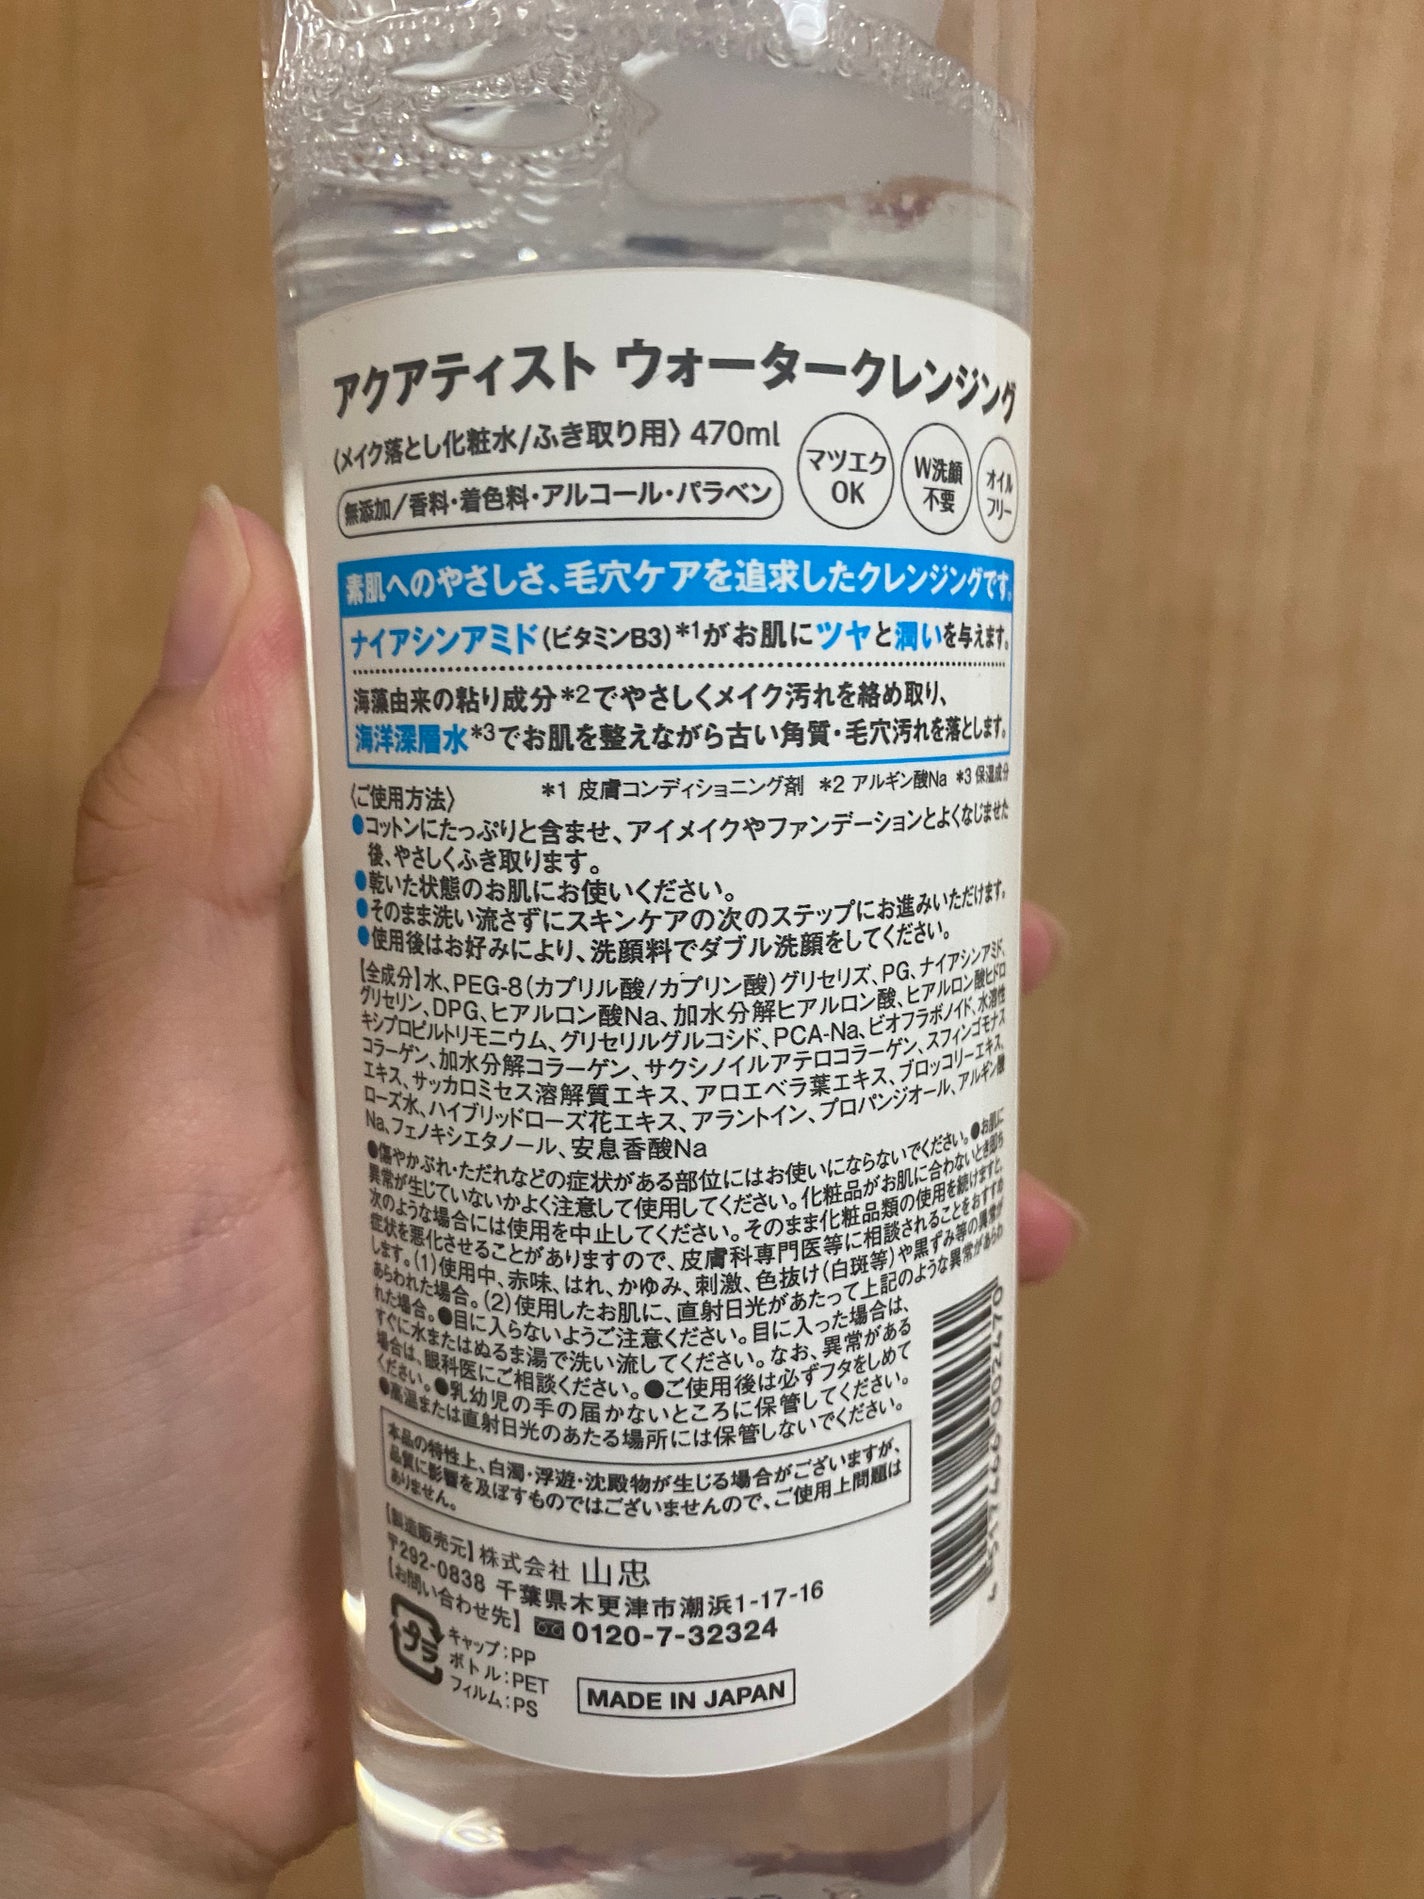 アクアティスト ウォータークレンジング
〈メイク落とし化粧水/ふき取り用〉 470ml
マツエク
OK
W洗顔
不要
オイル
フリー
無添加/香料・着色料・アルコール・パラベン
素肌へのやさしさ、毛穴ケアを追求したクレンジングです。
ナイアシンアミド(ビタミンB3)*1がお肌にツヤと潤いを与えます。
海藻由来の粘り成分*2でやさしくメイク汚れを絡め取り、
海洋深層水*3でお肌を整えながら古い角質・毛穴汚れを落とします。
*1 皮膚コンディショニング剤 *2 アルギン酸Na *3 保湿成分
〈ご使用方法〉
●コットンにたっぷりと含ませ、アイメイクやファンデーションとよくなじませた
後、やさしくふき取ります。
●乾いた状態のお肌にお使いください。
●そのまま洗い流さずにスキンケアの次のステップにお進みいただけます。
●使用後はお好みにより、洗顔料でダブル洗顔をしてください。
【全成分】水、PEG-8(カプリル酸/カプリン酸)グリセリズ、PG、ナイアシンアミド、
グリセリン、DPG、ヒアルロン酸Na、加水分解ヒアルロン酸、ヒアルロン酸ヒドロ
キシプロピルトリモニウム、グリセリルグルコシド、PCA-Na、ビオフラボノイド、水溶性
コラーゲン、加水分解コラーゲン、サクシノイルアテロコラーゲン、スフィンゴモナス
エキス、サッカロミセス溶解質エキス、アロエベラ葉エキス、ブロッコリーエキス、
ローズ水、ハイブリッドローズ花エキス、アラントイン、プロパンジオール、アルギン酸
Na、フェノキシエタノール、安息香酸Na
●傷やかぶれ・ただれなどの症状がある部位にはお使いにならないでください。●お肌に
異常が生じていないかよく注意して使用してください。化粧品がお肌に合わないとき即ち
次のような場合には使用を中止してください。そのまま化粧品類の使用を続けますと、
症状を悪化させることがありますので、皮膚科専門医等に相談されることをおすすめ
します。(1)使用中、赤味、はれ、かゆみ、刺激、色抜け(白斑等)や黒ずみ等の異常が
あらわれた場合。(2)使用したお肌に、直射日光があたって上記のような異常があらわ
れた場合。●目に入らないようご注意ください。目に入った場合は、
すぐに水またはぬるま湯で洗い流してください。なお、異常がある
場合は、眼科医にご相談ください。●ご使用後は必ずフタをしめて
ください。●乳幼児の手の届かないところに保管してください。
●高温または直射日光のあたる場所には保管しないでください。
本品の特性上、白濁・浮遊・沈殿物が生じる場合がございますが、
品質に影響を及ぼすものではございませんので、ご使用上問題は
ありません。
【製造販売元】株式会社 山忠
〒292-0838 千葉県木更津市潮浜1-17-16
【お問い合わせ先】 0120-7-32324
プラ
キャップ:PP
ボトル:PET
フィルム:PS
MADE IN JAPAN